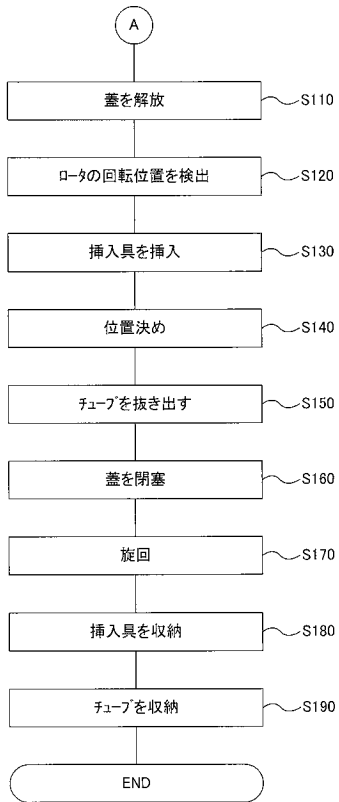 A
蓋を解放 S110
ロータの回転位置を検出 S120
挿入具を挿入 S130
位置決め S140
チューブを抜き出す S150
蓋を閉塞 S160
旋回 S170
挿入具を収納 S180
チューブを収納 S190
END